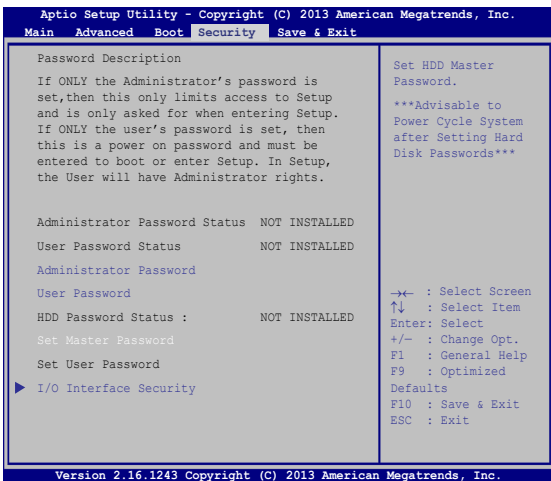 Aptio Setup Utility - Copyright (C) 2013 American Megatrends, Inc.
Main Advanced Boot Security Save & Exit
Password Description
If ONLY the Administrator's password is
set,then this only limits access to Setup
and is only asked for when entering Setup.
If ONLY the user's password is set, then
this is a power on password and must be
entered to boot or enter Setup. In Setup,
the User will have Administrator rights.
Administrator Password Status NOT INSTALLED
User Password Status NOT INSTALLED
Administrator Password
User Password
HDD Password Status : NOT INSTALLED
Set Master Password
Set User Password
I/O Interface Security
Set HDD Master
Password.
***Advisable to
Power Cycle System
after Setting Hard
Disk Passwords***
→← : Select Screen
↑↓ : Select Item
Enter: Select
+/— : Change Opt.
F1 : General Help
F9 : Optimized
Defaults
F10 : Save & Exit
ESC : Exit
Version 2.16.1243 Copyright (C) 2013 American Megatrends, Inc.